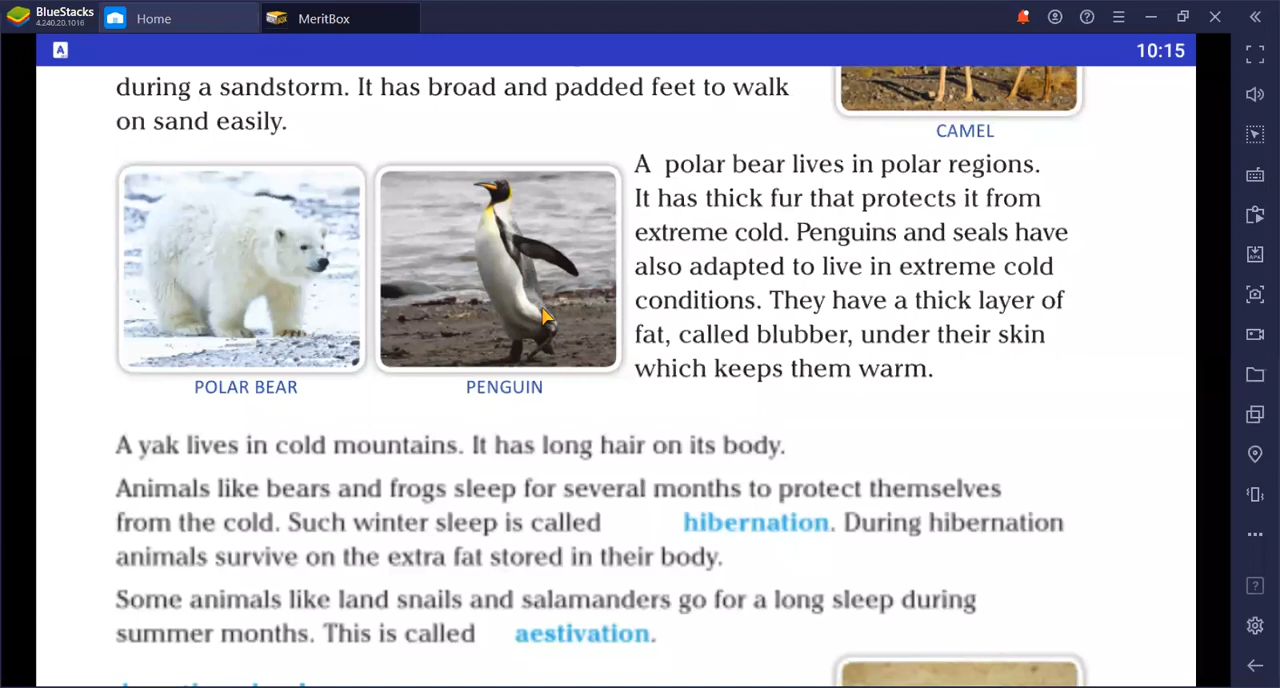 BlueStacks
4.240.20.1016
Home
MeritBox
A
10:15
during a sandstorm. It has broad and padded feet to walk
on sand easily.
CAMEL
POLAR BEAR
PENGUIN
A polar bear lives in polar regions.
It has thick fur that protects it from
extreme cold. Penguins and seals have
also adapted to live in extreme cold
conditions. They have a thick layer of
fat, called blubber, under their skin
which keeps them warm.
A yak lives in cold mountains. It has long hair on its body.
Animals like bears and frogs sleep for several months to protect themselves
from the cold. Such winter sleep is called hibernation. During hibernation
animals survive on the extra fat stored in their body.
Some animals like land snails and salamanders go for a long sleep during
summer months. This is called aestivation.